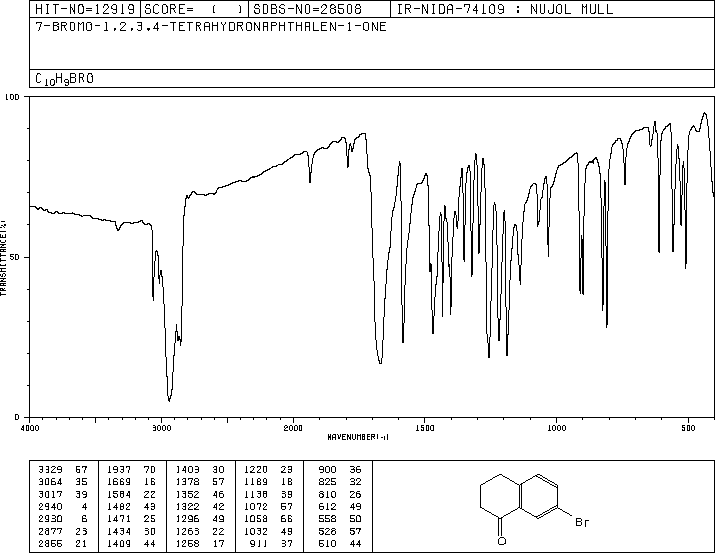 HIT-NO=12919 SCORE= ( ) SDBS-NO=28508 IR-NIDA-74109 : NUJOL MULL
7-BROMO-1,2,3,4-TETRAHYDRONAPHTHALEN-1-ONE
C10H9BRO
100
50
0
TRANSMITTANCE(%)
4000 3000 2000 1500 1000 500
WAVENUMBER(-1)
3329 57 1937 70 1403 30 1220 23 900 36
3064 35 1669 16 1378 57 1189 18 825 32
3017 39 1584 22 1352 46 1138 39 810 26
2940 4 1482 43 1322 42 1072 57 612 49
2930 6 1471 25 1296 49 1058 66 558 50
2877 23 1434 30 1263 22 1032 49 528 57
2866 21 1409 44 1258 17 911 37 510 44
Br
O